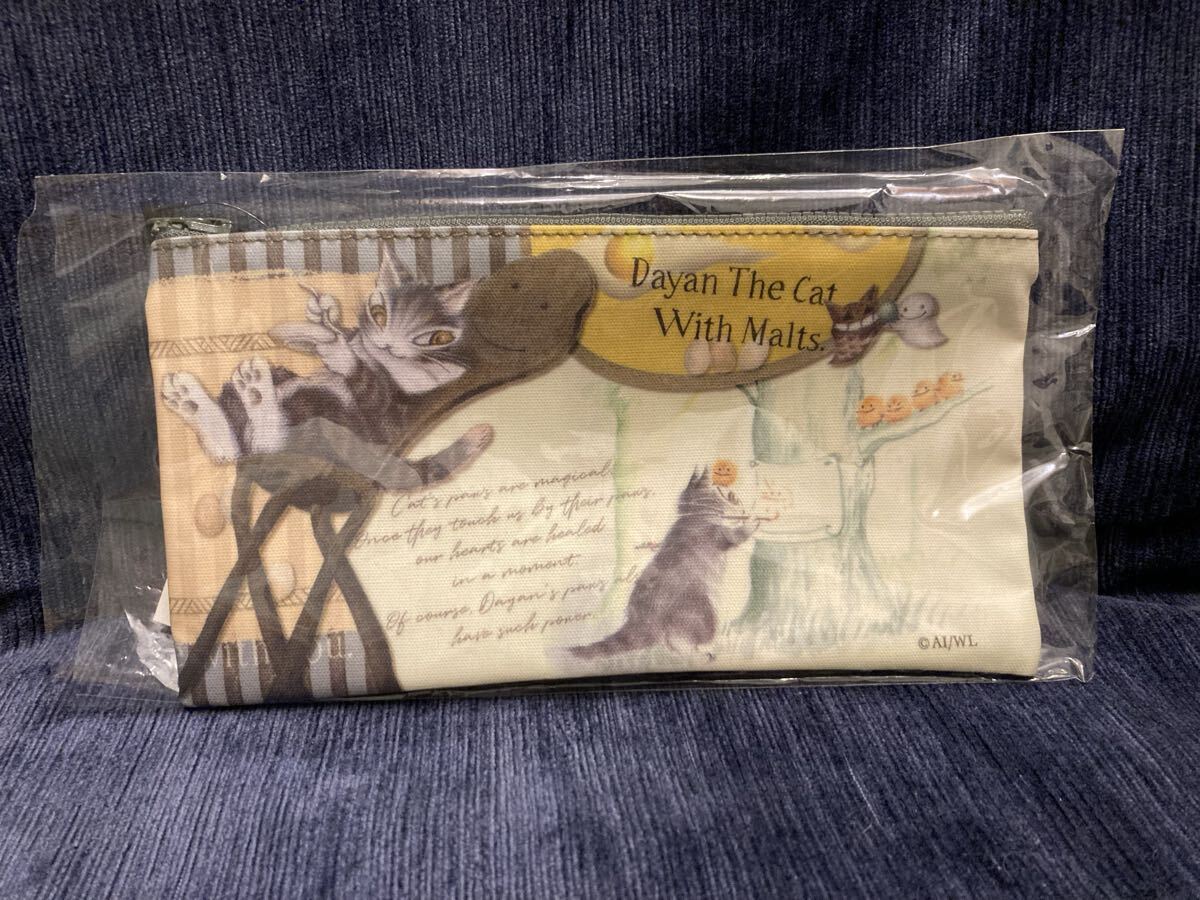 Dayan The Cat
With Malts.
Cat's paws are magical.
Once they touch us by their paws,
our hearts are healed
in a moment.
Of course, Dayan's paws al
have such power.
©AI/WL